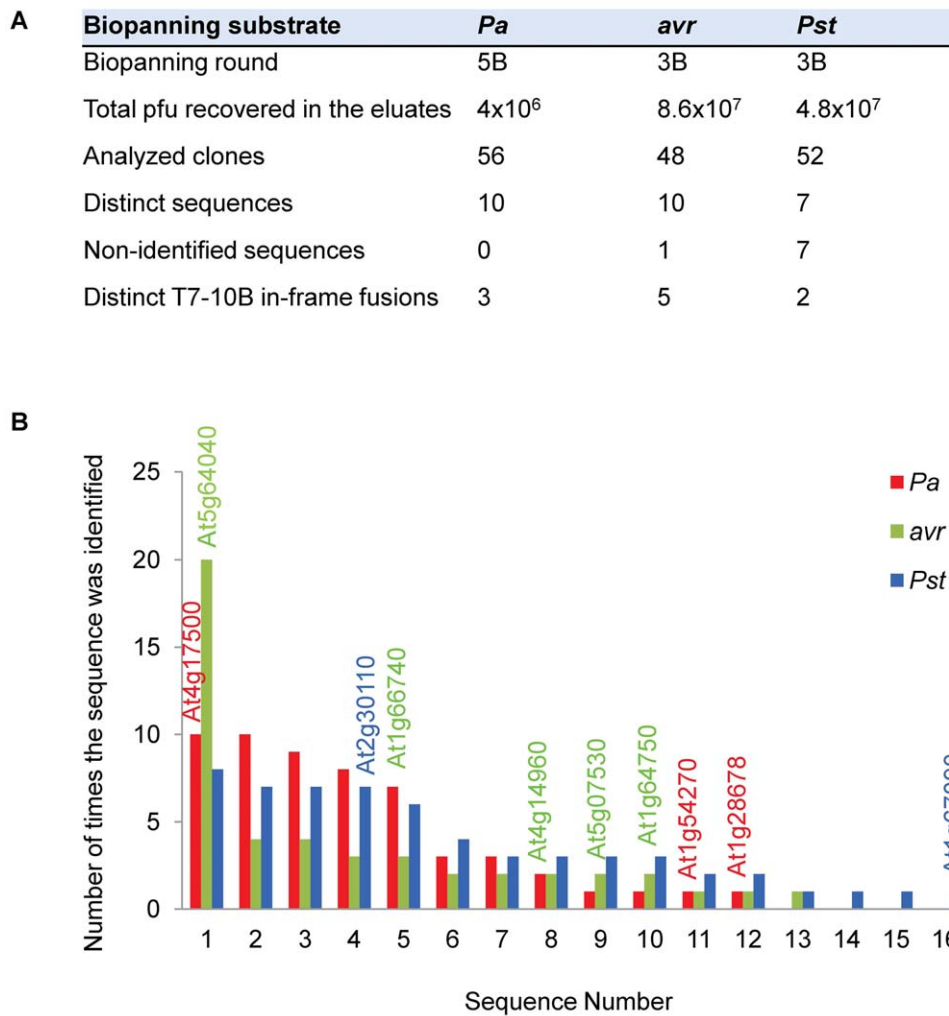 A
Biopanning substrate Pa avr Pst
Biopanning round 5B 3B 3B
Total pfu recovered in the eluates 4x10⁶ 8.6x10⁷ 4.8x10⁷
Analyzed clones 56 48 52
Distinct sequences 10 10 7
Non-identified sequences 0 1 7
Distinct T7-10B in-frame fusions 3 5 2
B
Number of times the sequence was identified
25
20
15
10
5
0
At4g17500
At5g64040
At2g30110
At1g66740
At4g14960
At5g07530
At1g64750
At1g54270
At1g28678
Pa
avr
Pst
1 2 3 4 5 6 7 8 9 10 11 12 13 14 15 16
Sequence Number